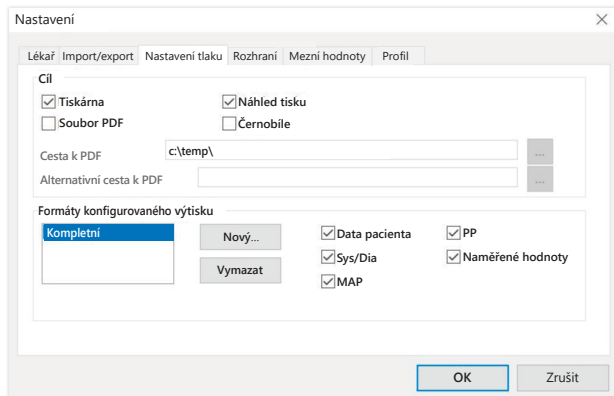 Nastavení
Lékař Import/export Nastavení tlaku Rozhraní Mezní hodnoty Profil
Cíl
Tiskárna Náhled tisku
Soubor PDF Černobíle
Cesta k PDF c:\temp\ ...
Alternativní cesta k PDF ...
Formáty konfigurovaného výtisku
Kompletní Nový... Data pacienta PP
Sys/Dia Naměřené hodnoty
Vymazat
MAP
OK Zrušit